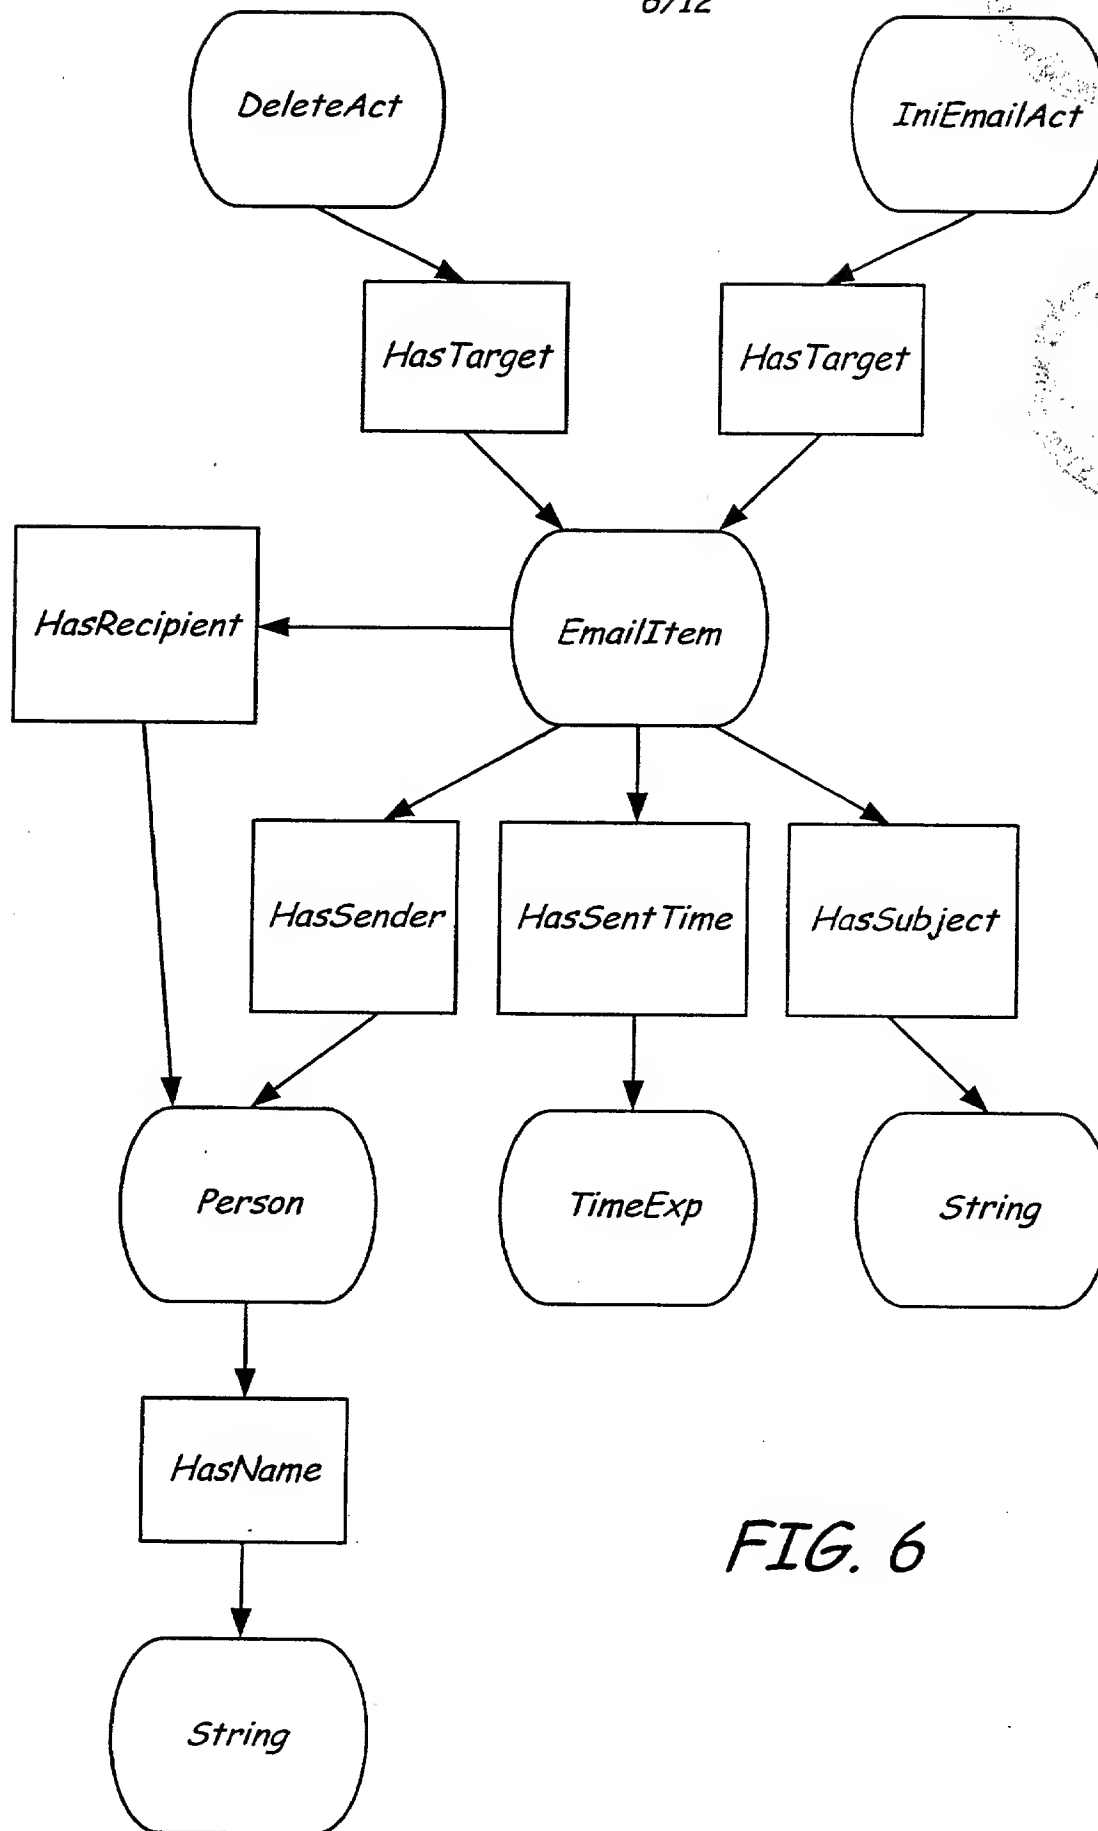 6/12
DeleteAct
IniEmailAct
HasTarget
HasTarget
HasRecipient
EmailItem
HasSender
HasSentTime
HasSubject
Person
TimeExp
String
HasName
FIG. 6
String